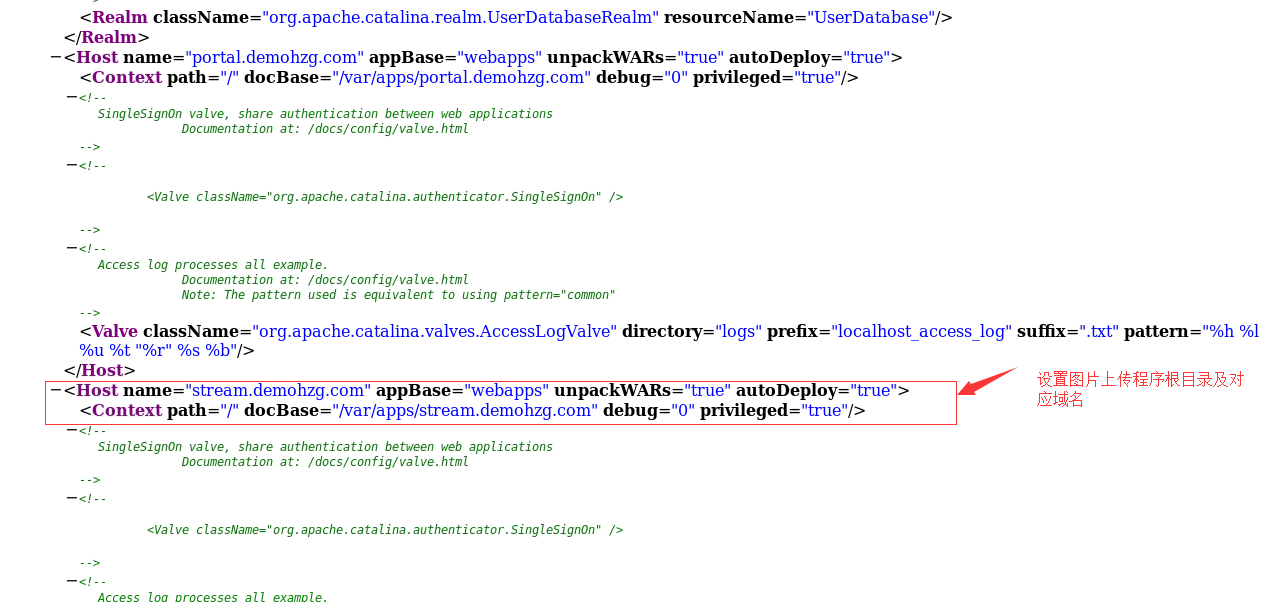 <Realm className="org.apache.catalina.realm.UserDatabaseRealm" resourceName="UserDatabase"/>
</Realm>
−<Host name="portal.demohzg.com" appBase="webapps" unpackWARs="true" autoDeploy="true">
<Context path="/" docBase="/var/apps/portal.demohzg.com" debug="0" privileged="true"/>
−<!--
SingleSignOn valve, share authentication between web applications
Documentation at: /docs/config/valve.html
-->
−<!--
<Valve className="org.apache.catalina.authenticator.SingleSignOn" />
-->
−<!--
Access log processes all example.
Documentation at: /docs/config/valve.html
Note: The pattern used is equivalent to using pattern="common"
-->
<Valve className="org.apache.catalina.valves.AccessLogValve" directory="logs" prefix="localhost_access_log" suffix=".txt" pattern="%h %l
%u %t "%r" %s %b"/>
</Host>
−<Host name="stream.demohzg.com" appBase="webapps" unpackWARs="true" autoDeploy="true">
<Context path="/" docBase="/var/apps/stream.demohzg.com" debug="0" privileged="true"/>
设置图片上传程序根目录及对
应域名
−<!--
SingleSignOn valve, share authentication between web applications
Documentation at: /docs/config/valve.html
-->
−<!--
<Valve className="org.apache.catalina.authenticator.SingleSignOn" />
-->
−<!--
Access log processes all example.